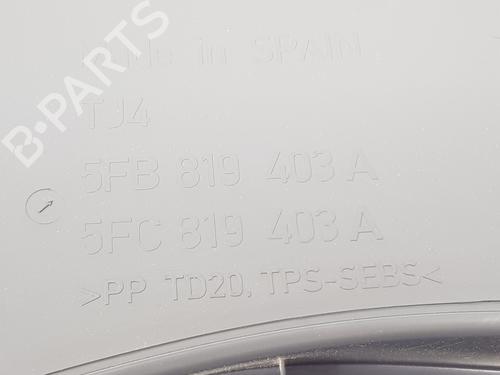 Made in SPAIN
TJ4
5FB 819 403 A
5FC 819 403 A
>PP TD20, TPS-SEBS<
B-PARTS